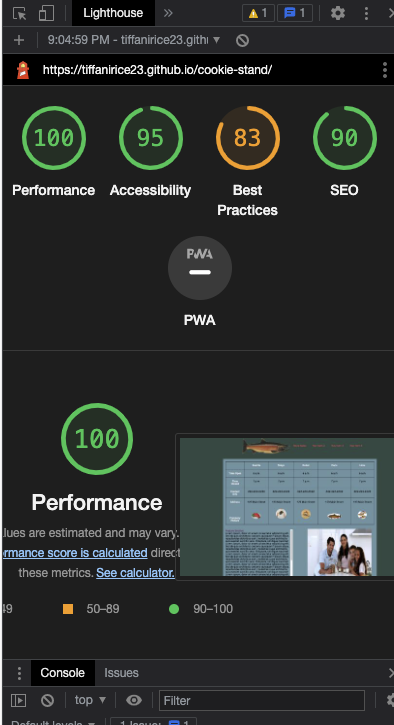 Lighthouse 1 1
9:04:59 PM - tiffanirice23.gith
https://tiffanirice23.github.io/cookie-stand/
100 95 83 90
Performance Accessibility Best Practices SEO
PWA
PWA
100
Performance
lues are estimated and may vary.
ormance score is calculated direct
these metrics. See calculator.
49 50–89 90–100
Console Issues
top Filter
Default levels 1 Issue: 1